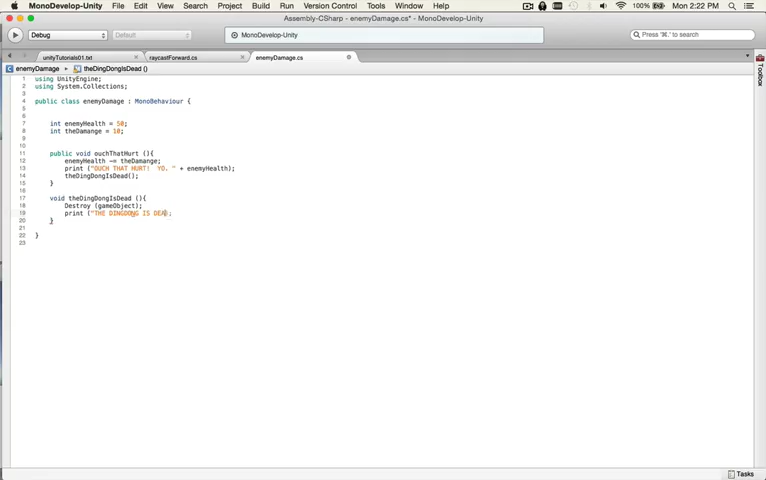 MonoDevelop-Unity File Edit View Search Project Build Run Version Control Tools Window Help 100% Mon 2:22 PM
Assembly-CSharp - enemyDamage.cs* - MonoDevelop-Unity
Debug Default MonoDevelop-Unity Press '⌘.' to search
unityTutorials01.txt raycastForward.cs enemyDamage.cs
enemyDamage theDingDongIsDead ()
Toolbox
1 using UnityEngine;
2 using System.Collections;
3
4 public class enemyDamage : MonoBehaviour {
5
6
7 int enemyHealth = 50;
8 int theDamange = 10;
9
10
11 public void ouchThatHurt (){
12 enemyHealth -= theDamange;
13 print ("OUCH THAT HURT! YO. " + enemyHealth);
14 theDingDongIsDead();
15 }
16
17 void theDingDongIsDead (){
18 Destroy (gameObject);
19 print ("THE DINGDONG IS DEA);
20 }
21
22 }
23
Tasks